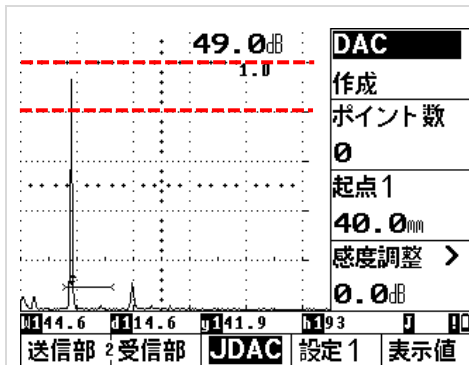 49.0dB
1.0
DAC
作成
ポイント数
0
起点1
40.0mm
感度調整 >
0.0dB
W144.6 d114.6 y141.9 h193 J
送信部 2 受信部 JDAC 設定1 表示値